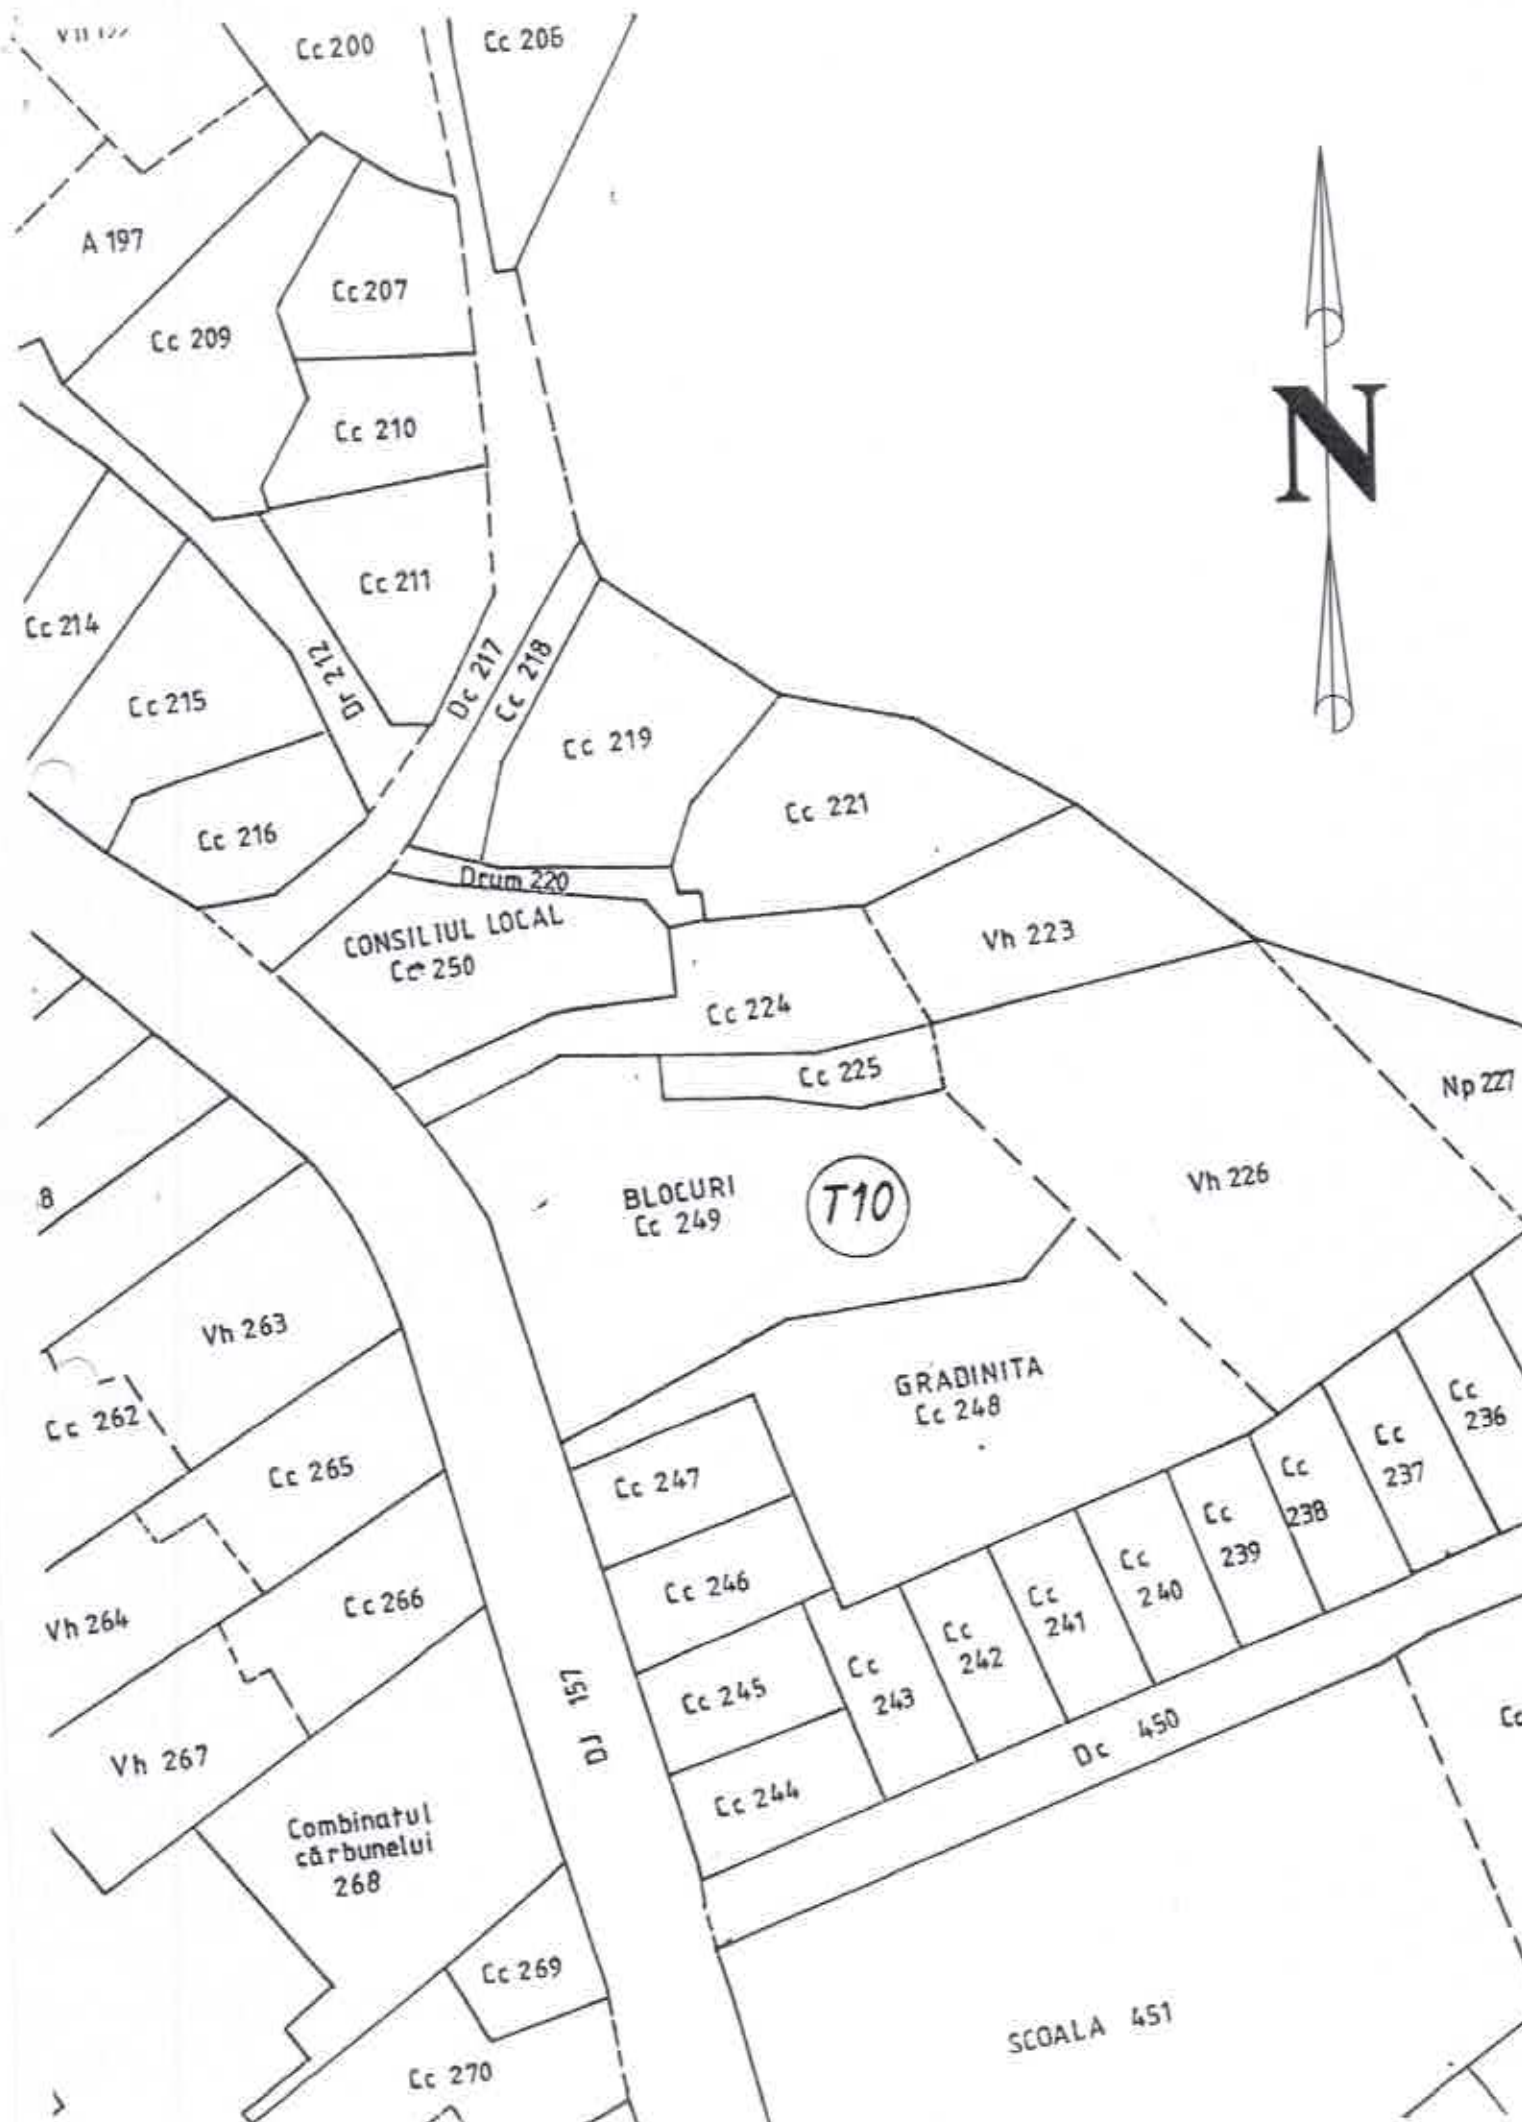 Cc 200
Cc 206
A 197
Cc 207
Cc 209
N
Cc 210
Cc 211
Cc 214
Dr 212
Dc 217
Cc 218
Cc 215
Cc 219
Cc 221
Cc 216
Drum 220
CONSILIUL LOCAL
Cc 250
Vh 223
Cc 224
Cc 225
Np 227
BLOCURI
Cc 249
T10
Vh 226
8
Vh 263
GRADINITA
Cc 248
Cc 262
Cc
236
Cc
237
Cc
238
Cc
239
Cc
240
Cc
241
Cc
242
Cc
243
Cc 265
Cc 247
Cc 246
Cc 266
Vh 264
Cc 245
DJ 157
Cc 244
Dc 450
Cc
Vh 267
Combinatul
cărbunelui
268
Cc 269
SCOALA 451
Cc 270